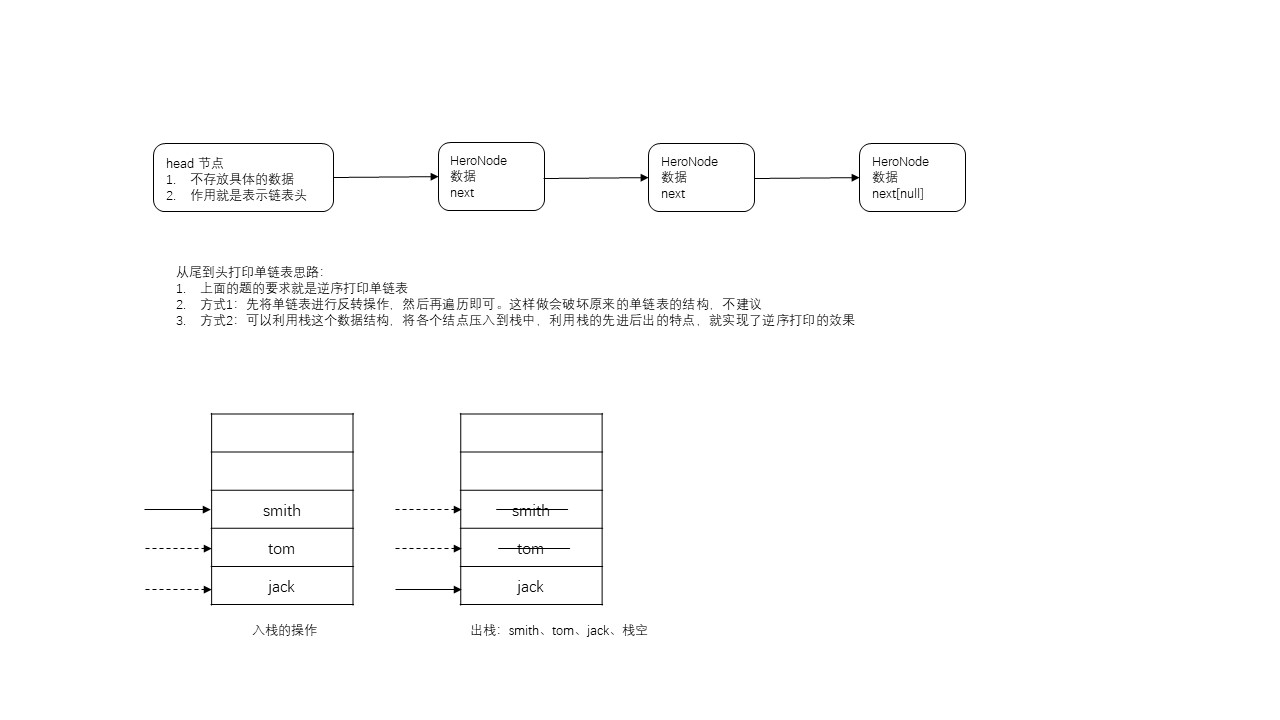 head 节点
1. 不存放具体的数据
2. 作用就是表示链表头
HeroNode
数据
next
HeroNode
数据
next
HeroNode
数据
next[null]
从尾到头打印单链表思路:
1. 上面的题的要求就是逆序打印单链表
2. 方式1：先将单链表进行反转操作，然后再遍历即可。这样做会破坏原来的单链表的结构，不建议
3. 方式2：可以利用栈这个数据结构，将各个结点压入到栈中，利用栈的先进后出的特点，就实现了逆序打印的效果
smith
tom
jack
入栈的操作
smith
tom
jack
出栈：smith、tom、jack、栈空